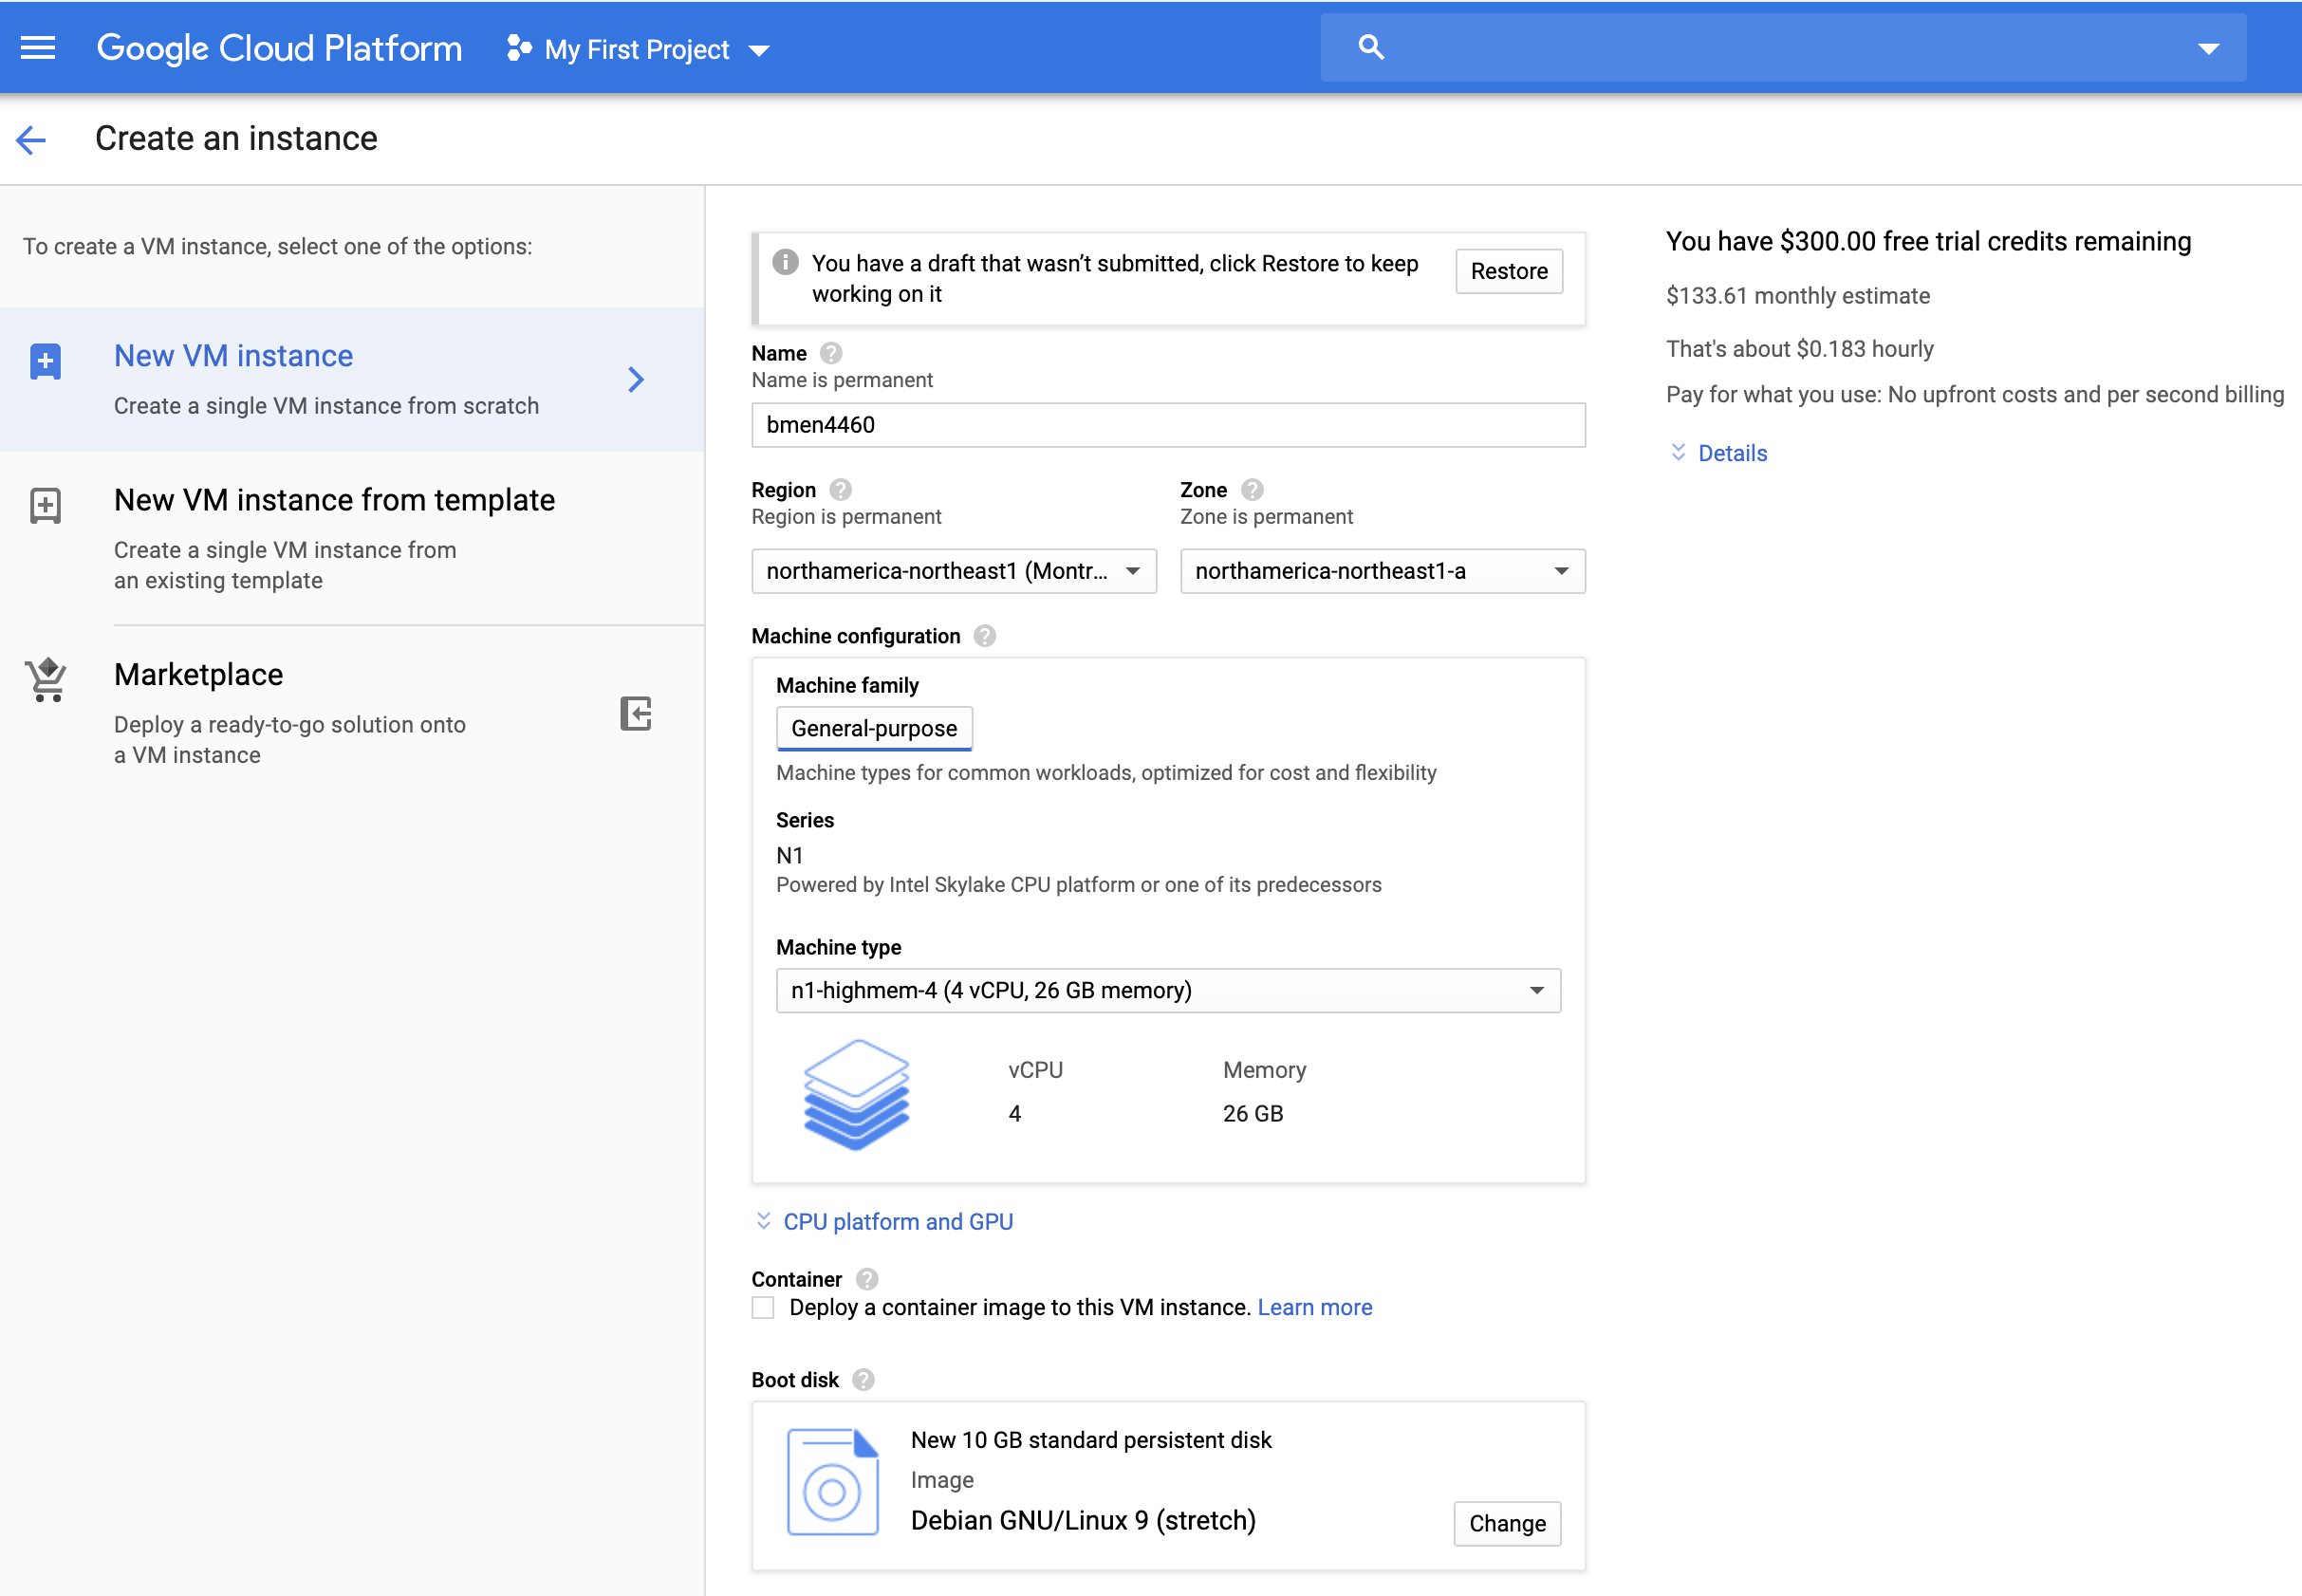 Google Cloud Platform
My First Project
Create an instance
To create a VM instance, select one of the options:
New VM instance
Create a single VM instance from scratch
New VM instance from template
Create a single VM instance from
an existing template
Marketplace
Deploy a ready-to-go solution onto
a VM instance
You have a draft that wasn’t submitted, click Restore to keep
working on it
Restore
Name
Name is permanent
bmen4460
Region
Region is permanent
northamerica-northeast1 (Montr...
Zone
Zone is permanent
northamerica-northeast1-a
Machine configuration
Machine family
General-purpose
Machine types for common workloads, optimized for cost and flexibility
Series
N1
Powered by Intel Skylake CPU platform or one of its predecessors
Machine type
n1-highmem-4 (4 vCPU, 26 GB memory)
vCPU
4
Memory
26 GB
CPU platform and GPU
Container
Deploy a container image to this VM instance. Learn more
Boot disk
New 10 GB standard persistent disk
Image
Debian GNU/Linux 9 (stretch)
Change
You have $300.00 free trial credits remaining
$133.61 monthly estimate
That's about $0.183 hourly
Pay for what you use: No upfront costs and per second billing
Details